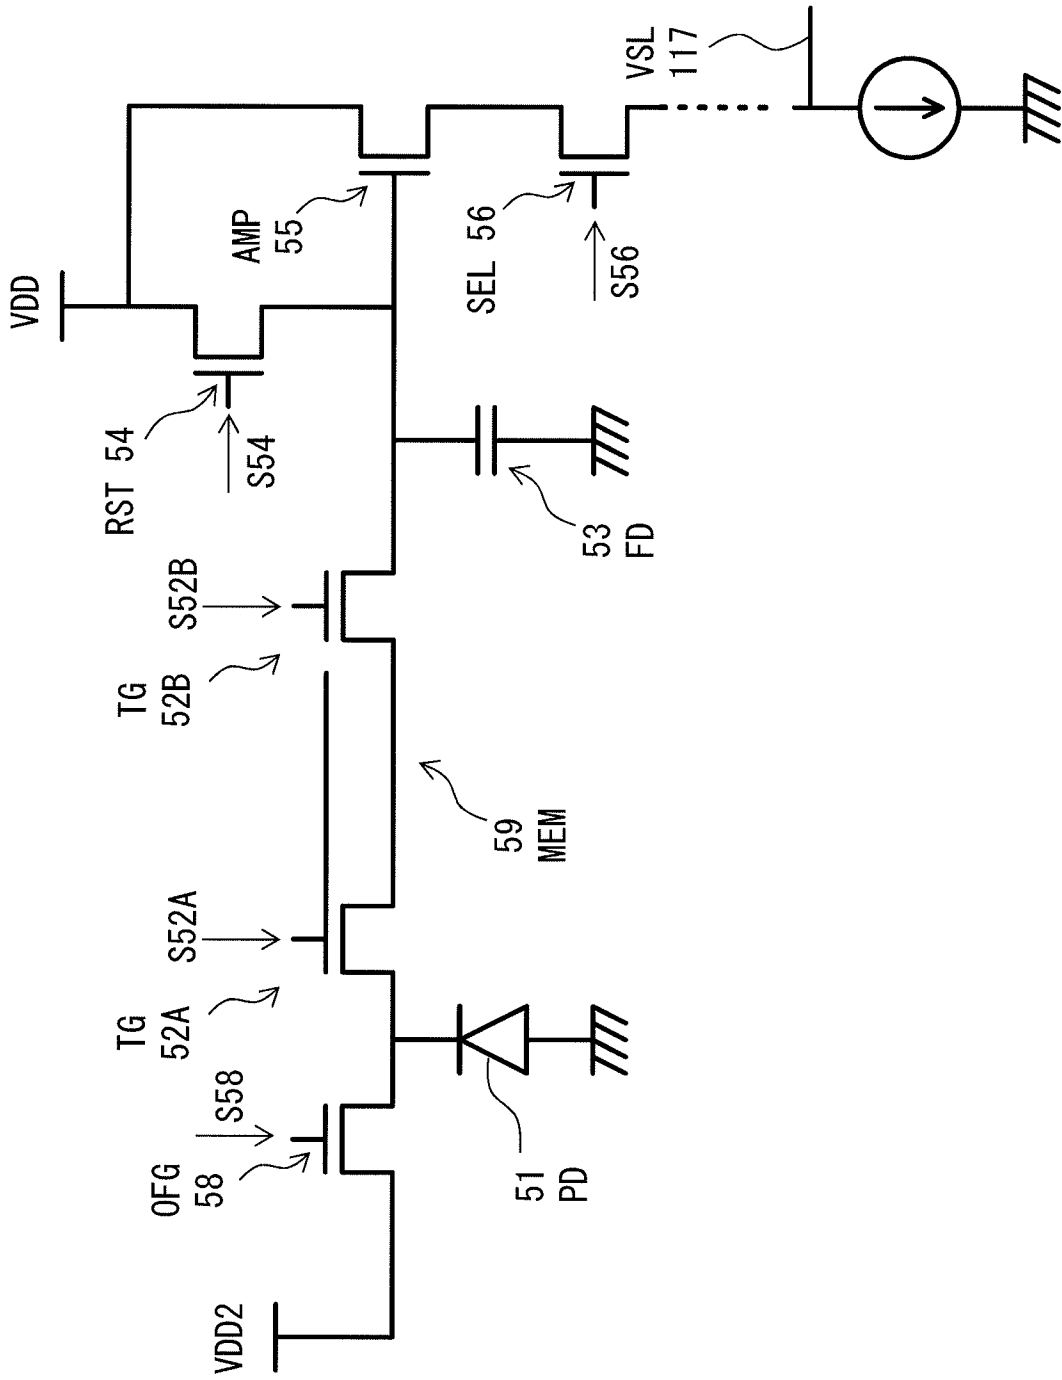 VDD2
OFG
58
S58
51
PD
TG
52A
S52A
59
MEM
TG
52B
S52B
53
FD
RST 54
S54
VDD
AMP
55
SEL 56
S56
VSL
117